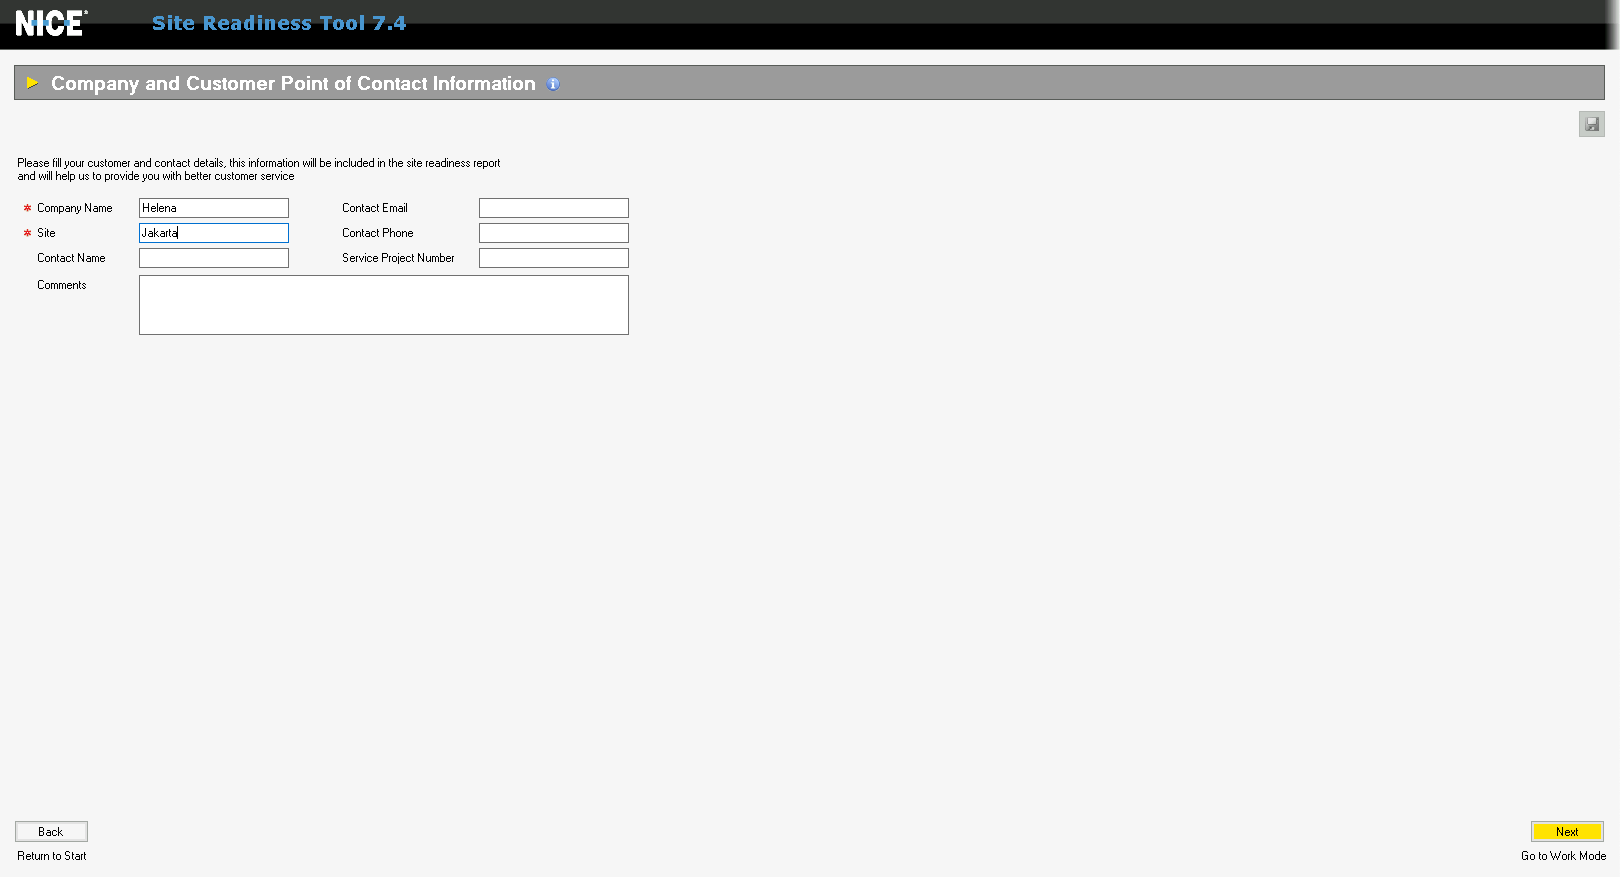 NICE®
Site Readiness Tool 7.4
Company and Customer Point of Contact Information
Please fill your customer and contact details, this information will be included in the site readiness report
and will help us to provide you with better customer service
* Company Name Helena Contact Email
* Site Jakarta Contact Phone
Contact Name Service Project Number
Comments
Back Next
Return to Start Go to Work Mode